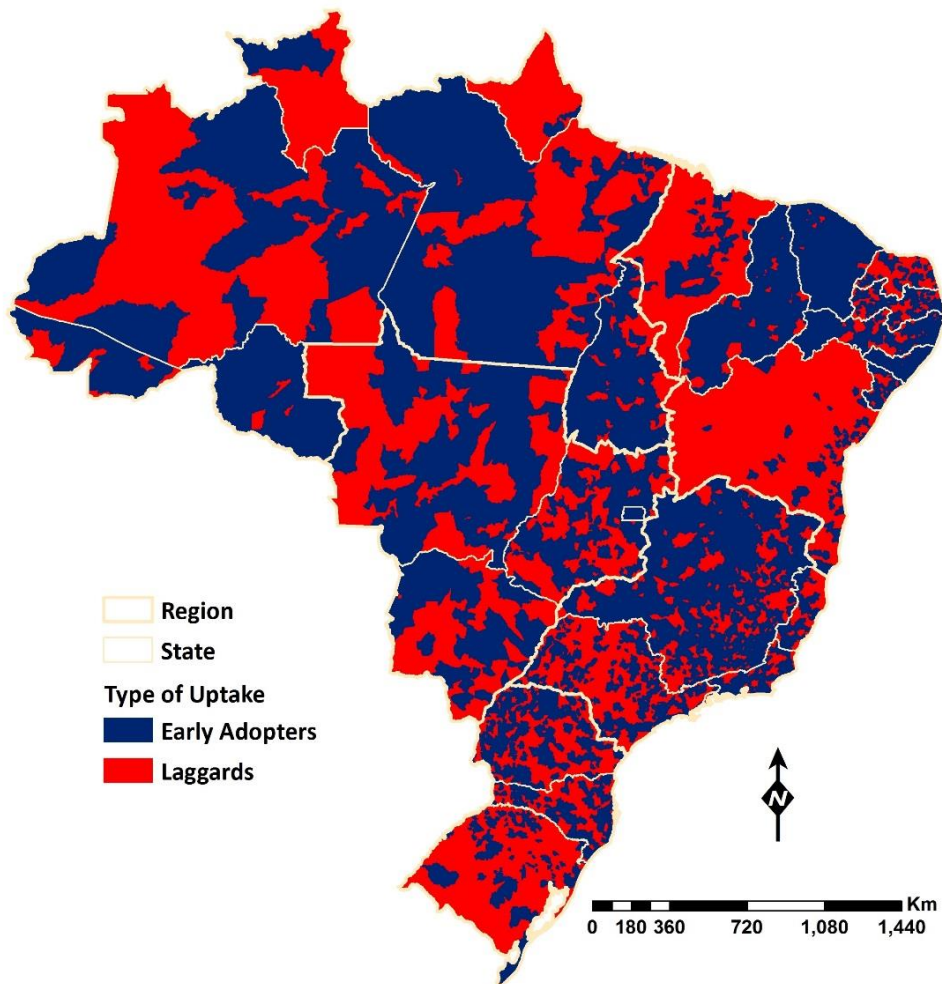 Region
State
Type of Uptake
Early Adopters
Laggards
N
Km
0 180 360 720 1,080 1,440